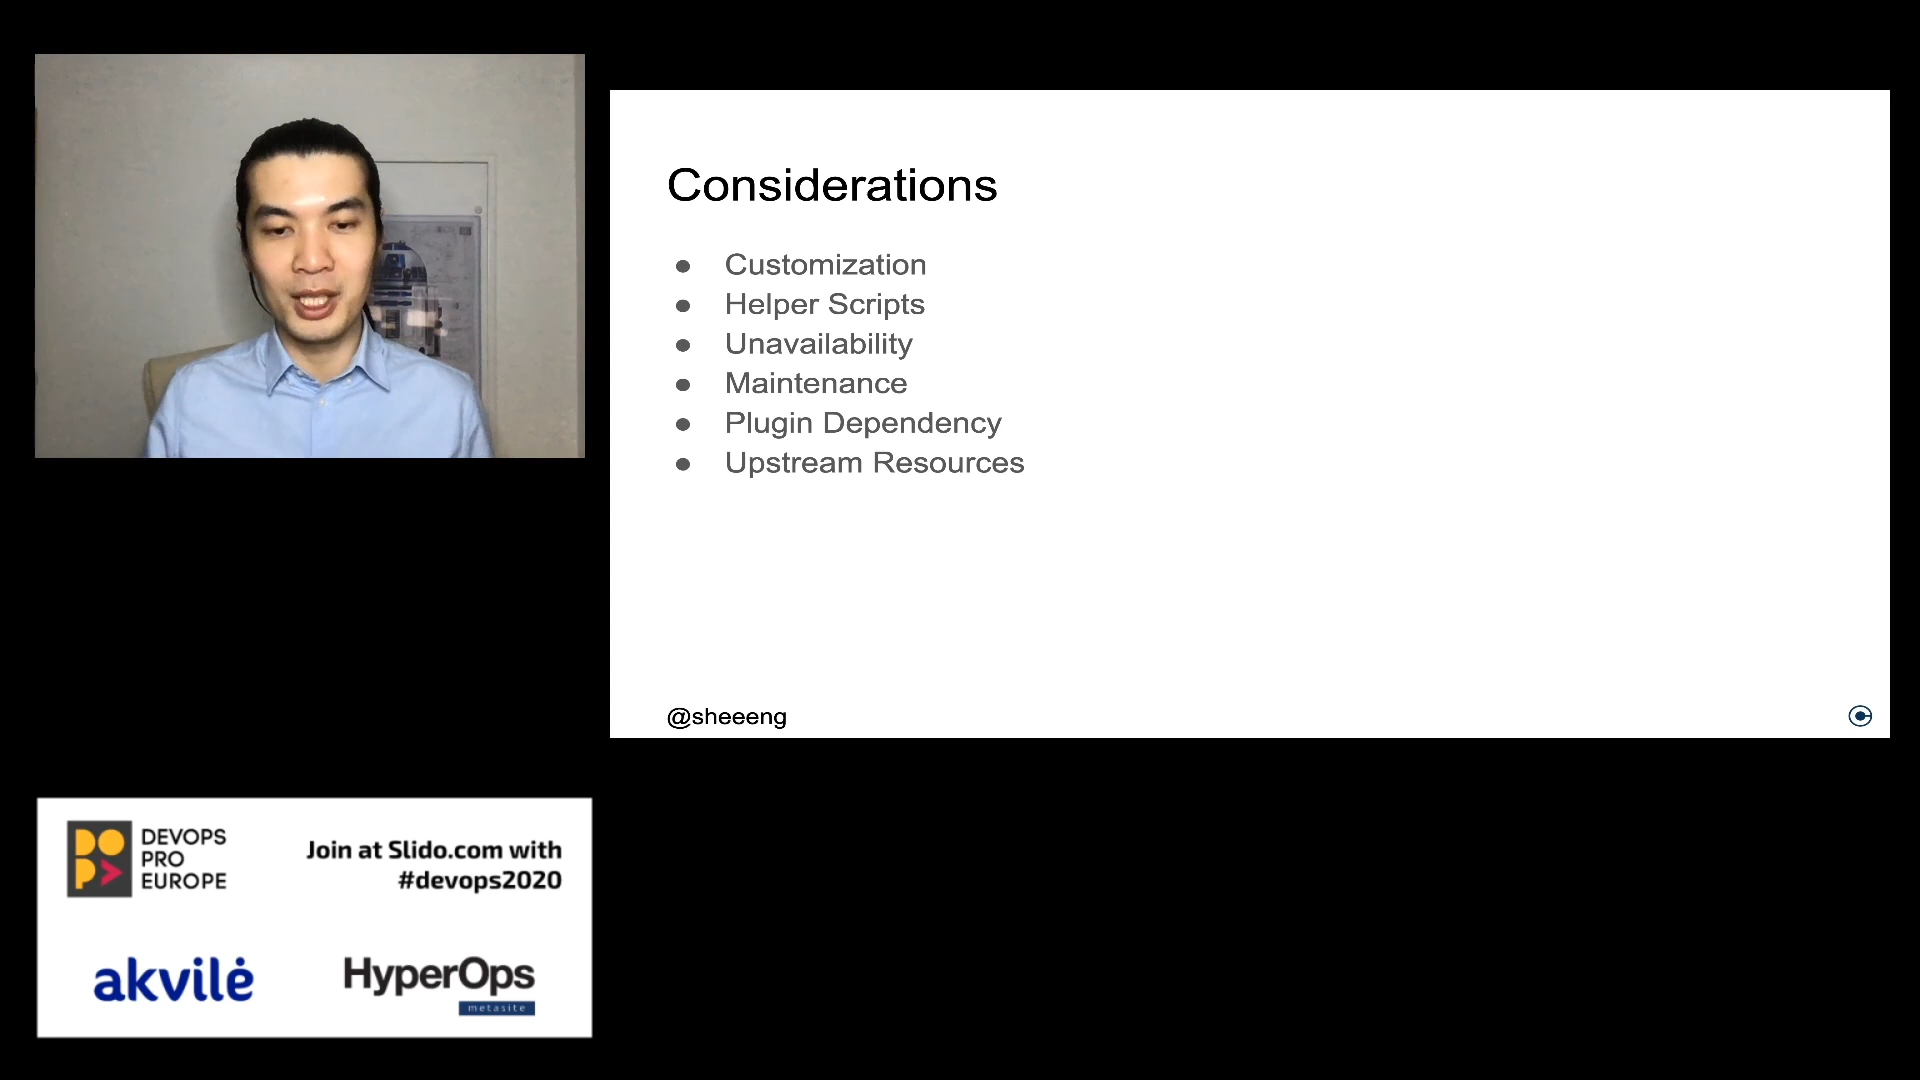 Considerations
● Customization
● Helper Scripts
● Unavailability
● Maintenance
● Plugin Dependency
● Upstream Resources
@sheeeng
DEVOPS
PRO
EUROPE
Join at Slido.com with
#devops2020
akvilė
HyperOps
metasite